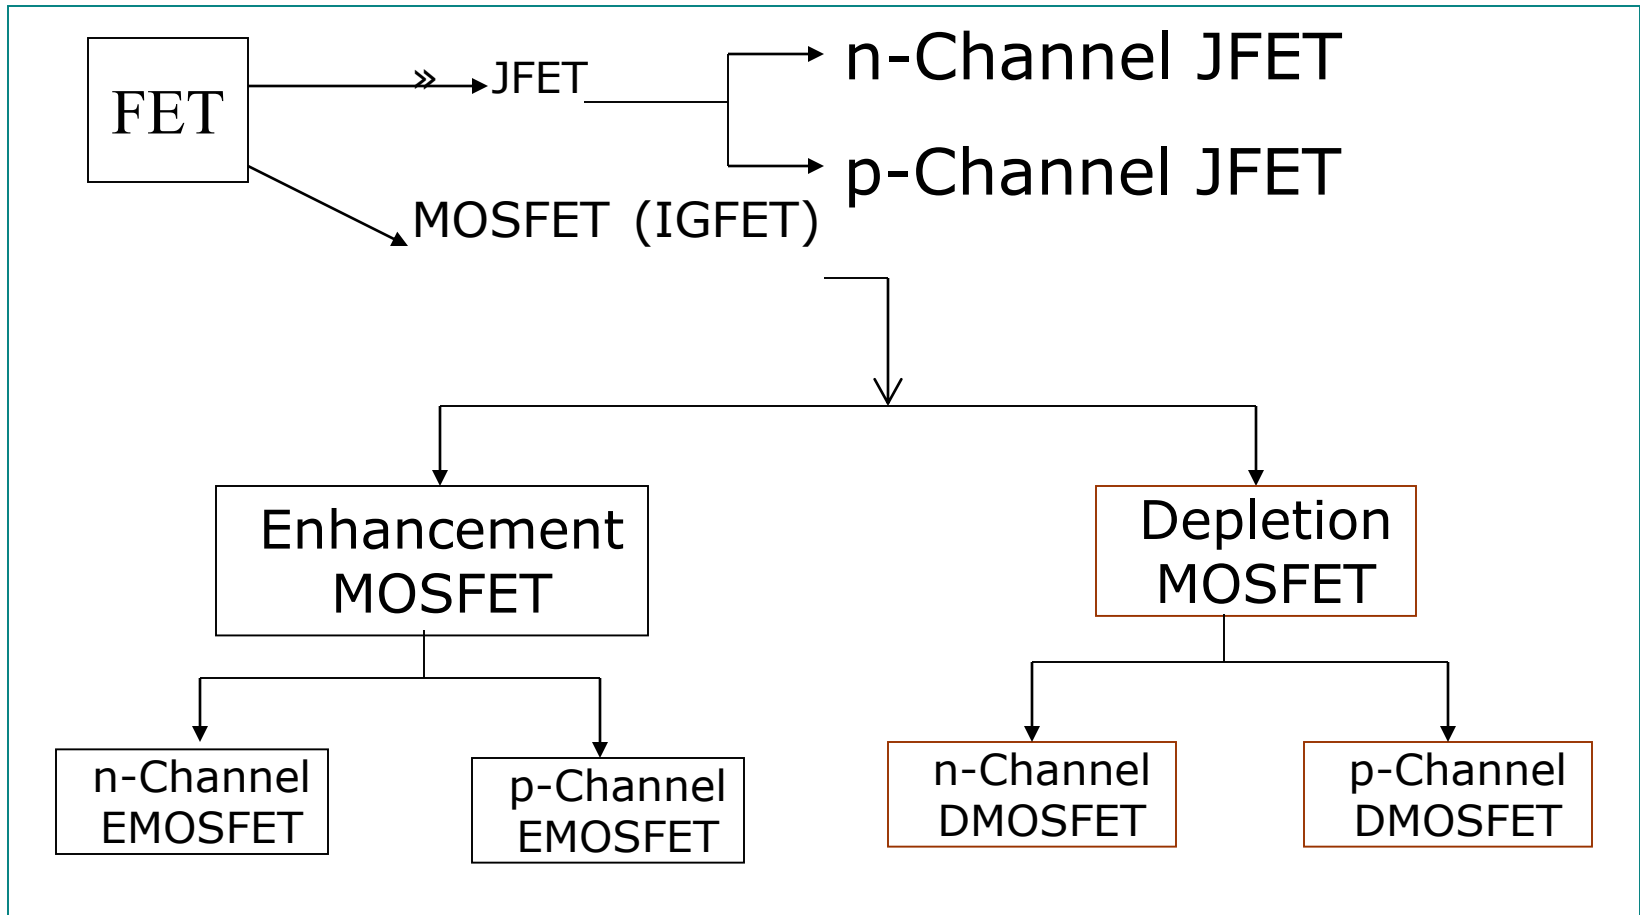 FET
» JFET
n-Channel JFET
p-Channel JFET
MOSFET (IGFET)
Enhancement
MOSFET
Depletion
MOSFET
n-Channel
EMOSFET
p-Channel
EMOSFET
n-Channel
DMOSFET
p-Channel
DMOSFET